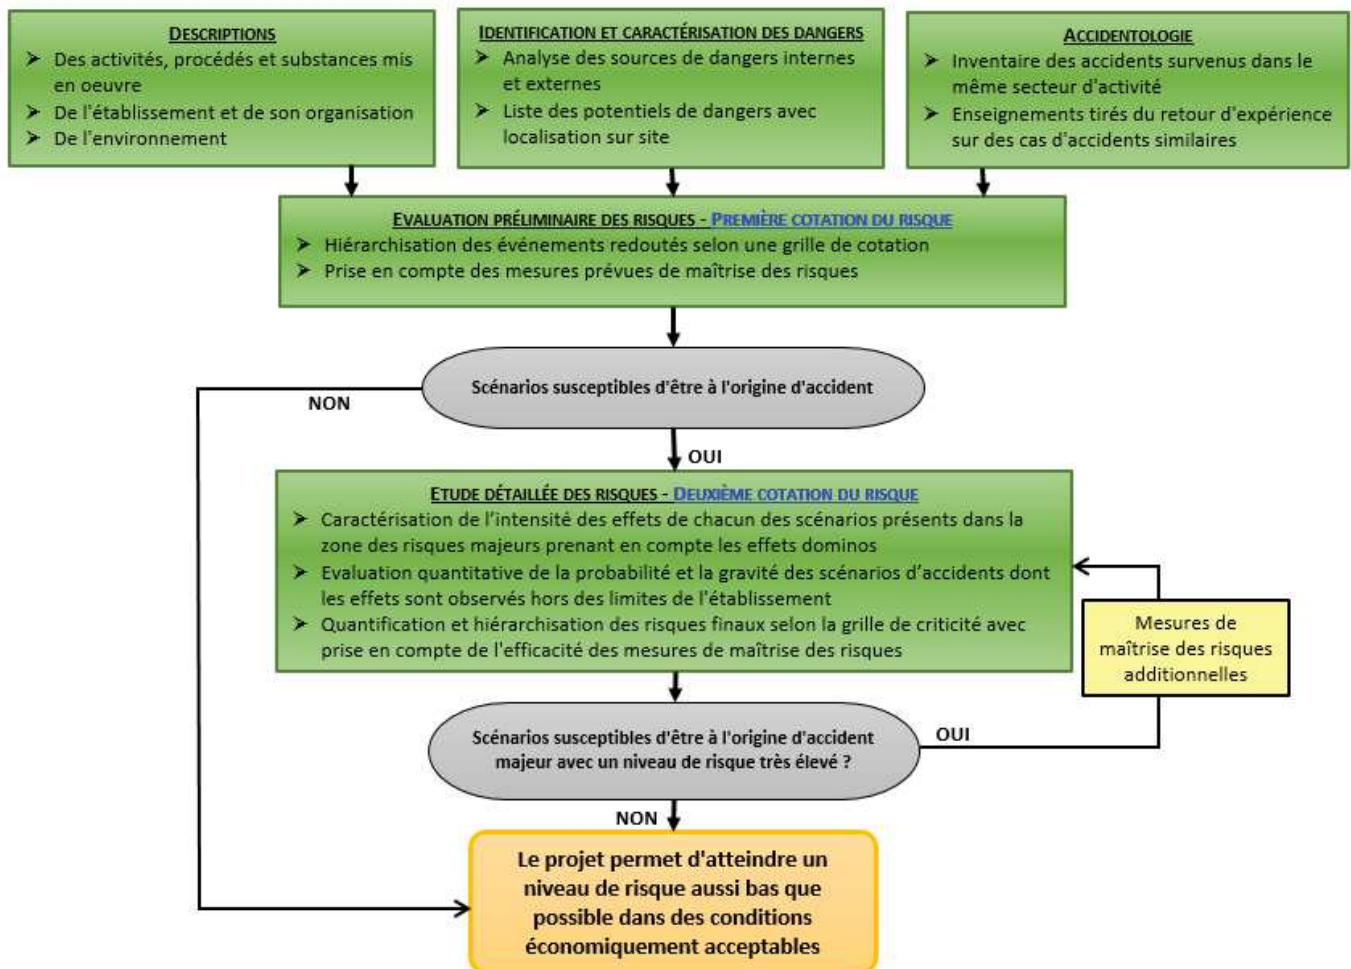 DESCRIPTIONS
➤ Des activités, procédés et substances mis
en oeuvre
➤ De l'établissement et de son organisation
➤ De l'environnement
IDENTIFICATION ET CARACTÉRISATION DES DANGERS
➤ Analyse des sources de dangers internes
et externes
➤ Liste des potentiels de dangers avec
localisation sur site
ACCIDENTOLOGIE
➤ Inventaire des accidents survenus dans le
même secteur d'activité
➤ Enseignements tirés du retour d'expérience
sur des cas d'accidents similaires
EVALUATION PRÉLIMINAIRE DES RISQUES - PREMIÈRE COTATION DU RISQUE
➤ Hiérarchisation des événements redoutés selon une grille de cotation
➤ Prise en compte des mesures prévues de maîtrise des risques
Scénarios susceptibles d'être à l'origine d'accident
NON
OUI
ETUDE DÉTAILLÉE DES RISQUES - DEUXIÈME COTATION DU RISQUE
➤ Caractérisation de l’intensité des effets de chacun des scénarios présents dans la
zone des risques majeurs prenant en compte les effets dominos
➤ Evaluation quantitative de la probabilité et la gravité des scénarios d’accidents dont
les effets sont observés hors des limites de l'établissement
➤ Quantification et hiérarchisation des risques finaux selon la grille de criticité avec
prise en compte de l'efficacité des mesures de maîtrise des risques
Mesures de
maîtrise des risques
additionnelles
Scénarios susceptibles d'être à l'origine d'accident
majeur avec un niveau de risque très élevé ?
OUI
NON
Le projet permet d'atteindre un
niveau de risque aussi bas que
possible dans des conditions
économiquement acceptables